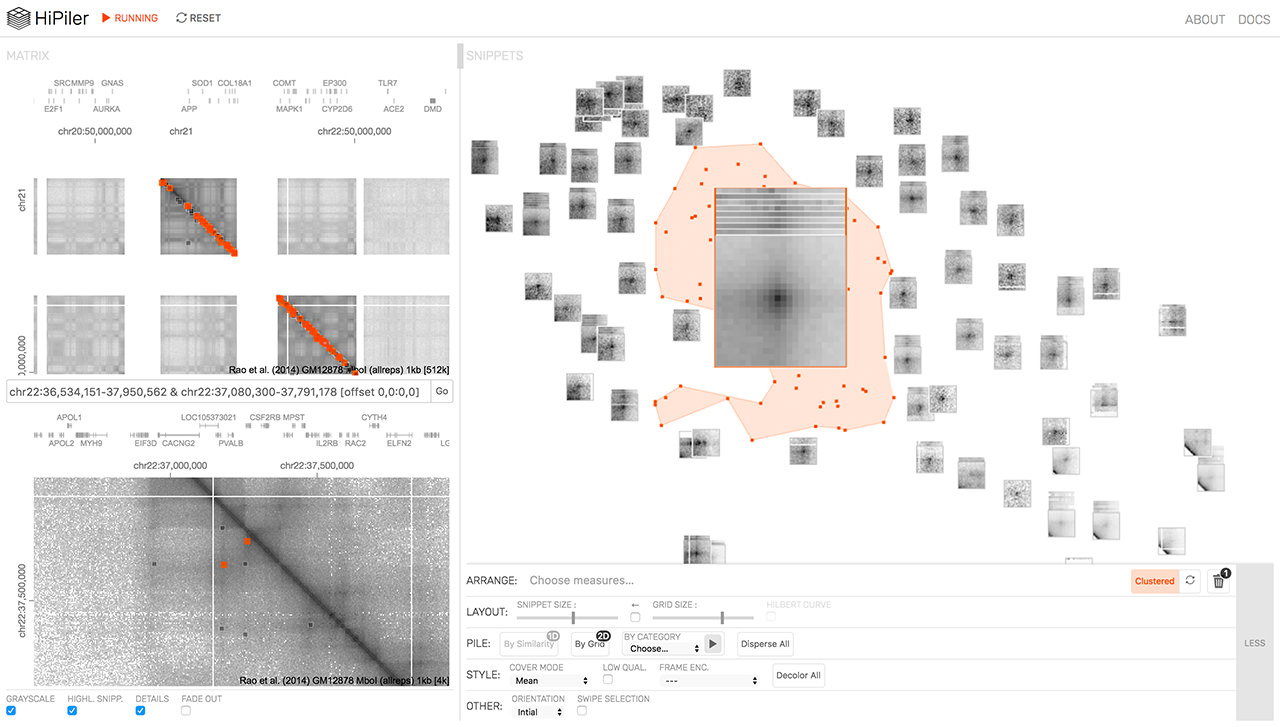 HiPiler RUNNING RESET ABOUT DOCS
MATRIX
SRCMMP9 GNAS SOD1 COL18A1 COMT EP300 TLR7
E2F1 AURKA APP MAPK1 CYP2D6 ACE2 DMD
chr20:50,000,000 chr21 chr22:50,000,000
chr21
,000,000
Rao et al. (2014) GM12878 MboI (allreps) 1kb [512k]
chr22:36,534,151-37,950,562 & chr22:37,080,300-37,791,178 [offset 0,0:0,0] Go
APOL1 LOC105373021 CSF2RB MPST CYTH4
APOL2 MYH9 EIF3D CACNG2 PVALB IL2RB RAC2 ELFN2 LG
chr22:37,000,000 chr22:37,500,000
chr22:37,500,000
Rao et al. (2014) GM12878 MboI (allreps) 1kb [4k]
GRAYSCALE HIGHL. SNIPP. DETAILS FADE OUT
SNIPPETS
ARRANGE: Choose measures... Clustered 1
LAYOUT: SNIPPET SIZE : ← GRID SIZE : HILBERT CURVE
PILE: By Similarity 1D By Grid 2D BY CATEGORY Choose... Disperse All
STYLE: COVER MODE Mean LOW QUAL. FRAME ENC. --- Decolor All
OTHER: ORIENTATION Intial SWIPE SELECTION
LESS